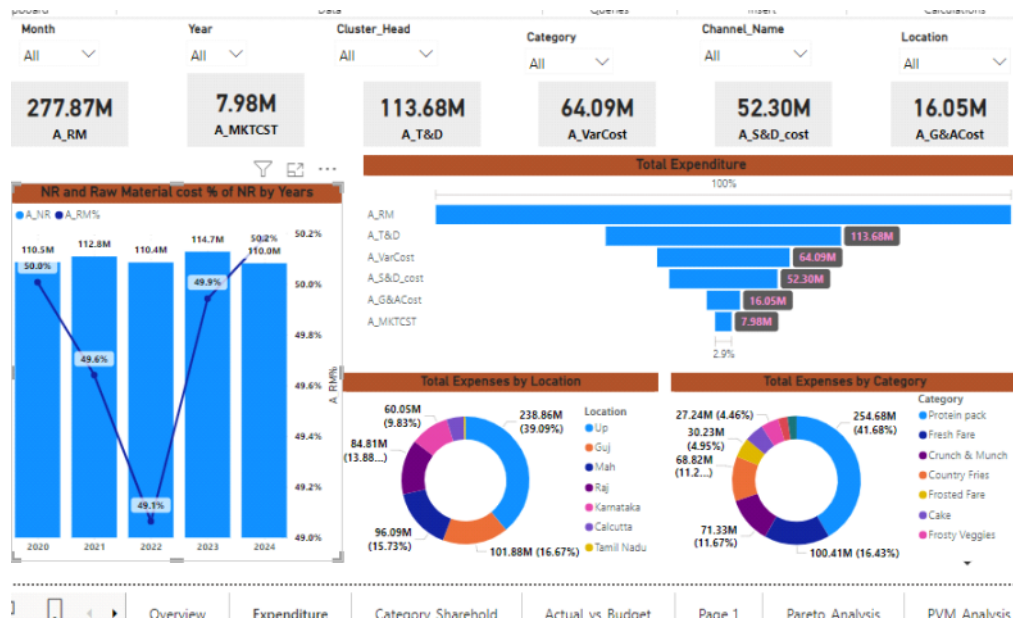 Data
Queries
Insert
Calculations
Month
Year
Cluster_Head
Category
Channel_Name
Location
All
All
All
All
All
All
277.87M
A_RM
7.98M
A_MKTCST
113.68M
A_T&D
64.09M
A_VarCost
52.30M
A_S&D_cost
16.05M
A_G&ACost
NR and Raw Material cost % of NR by Years
A_NR A_RM%
110.5M 112.8M 110.4M 114.7M 110.0M
50.0% 49.6% 49.1% 49.9% 50.2%
50.2%
50.0%
49.8%
49.6%
49.4%
49.2%
49.0%
A_RM%
2020 2021 2022 2023 2024
Total Expenditure
100%
A_RM
A_T&D 113.68M
A_VarCost 64.09M
A_S&D_cost 52.30M
A_G&ACost 16.05M
A_MKTCST 7.98M
2.9%
Total Expenses by Location
60.05M
(9.83%)
238.86M
(39.09%)
84.81M
(13.88...)
96.09M
(15.73%)
101.88M (16.67%)
Location
Up
Guj
Mah
Raj
Karnataka
Calcutta
Tamil Nadu
Total Expenses by Category
27.24M (4.46%)
254.68M
(41.68%)
30.23M
(4.95%)
68.82M
(11.2...)
71.33M
(11.67%)
100.41M (16.43%)
Category
Protein pack
Fresh Fare
Crunch & Munch
Country Fries
Frosted Fare
Cake
Frosty Veggies
Overview
Expenditure
Category Sharehold
Actual vs Budget
Page 1
Pareto Analysis
PVM Analysis